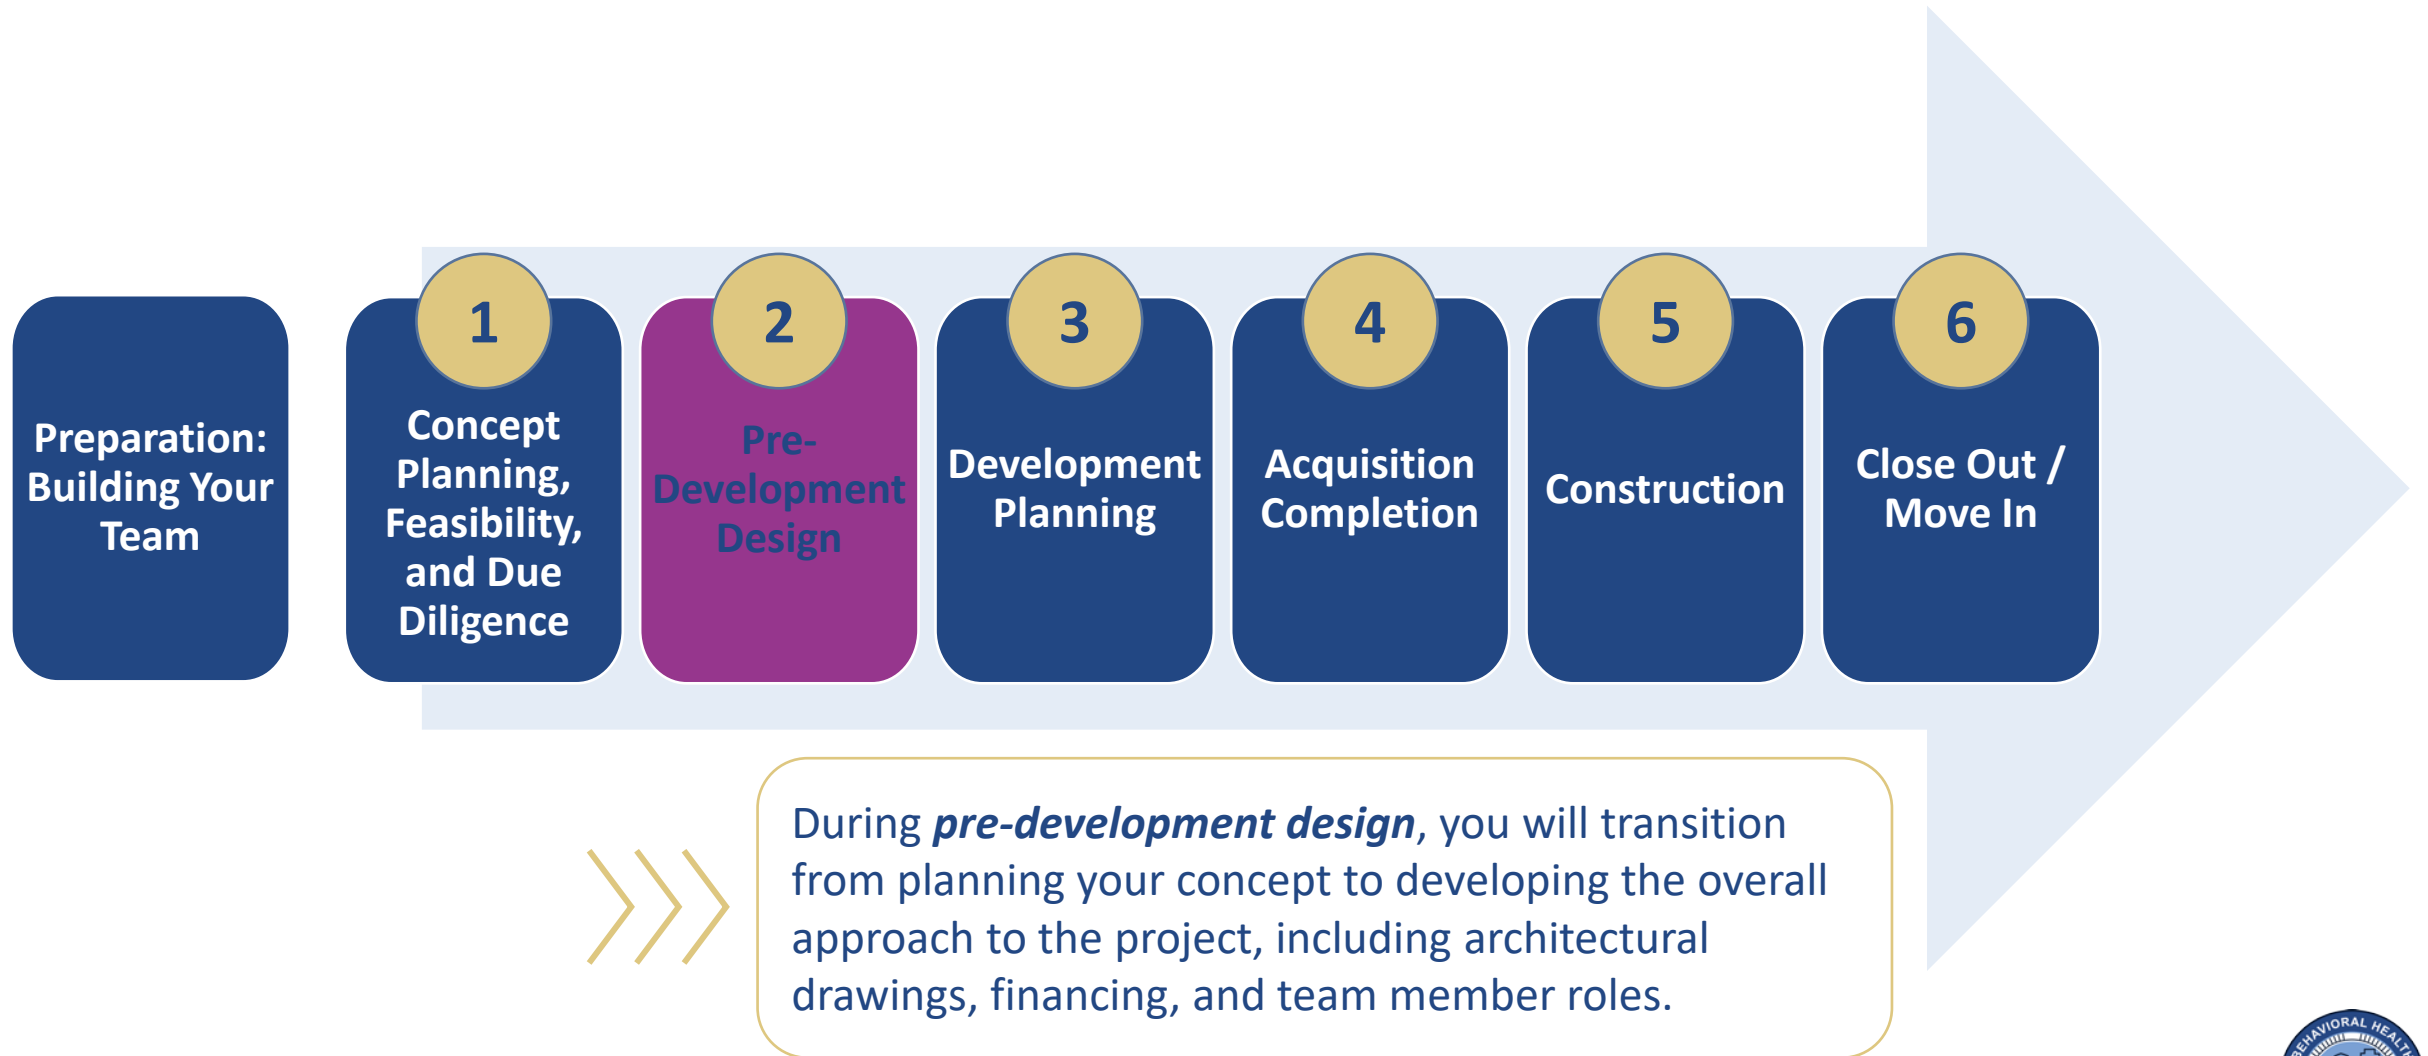 Preparation:
Building Your
Team
1
Concept
Planning,
Feasibility,
and Due
Diligence
2
Pre-
Development
Design
3
Development
Planning
4
Acquisition
Completion
5
Construction
6
Close Out /
Move In
During pre-development design, you will transition
from planning your concept to developing the overall
approach to the project, including architectural
drawings, financing, and team member roles.
BEHAVIORAL HEALTH